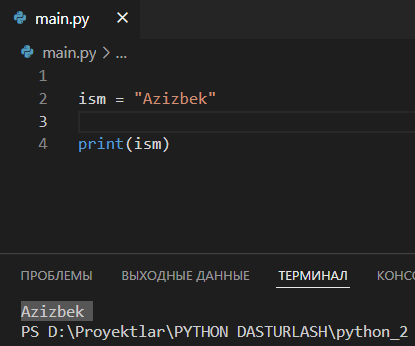 main.py ×
main.py > ...
1
2 ism = "Azizbek"
3
4 print(ism)
ПРОБЛЕМЫ ВЫХОДНЫЕ ДАННЫЕ ТЕРМИНАЛ КОНСО
Azizbek
PS D:\Proyektlar\PYTHON DASTURLASH\python_2